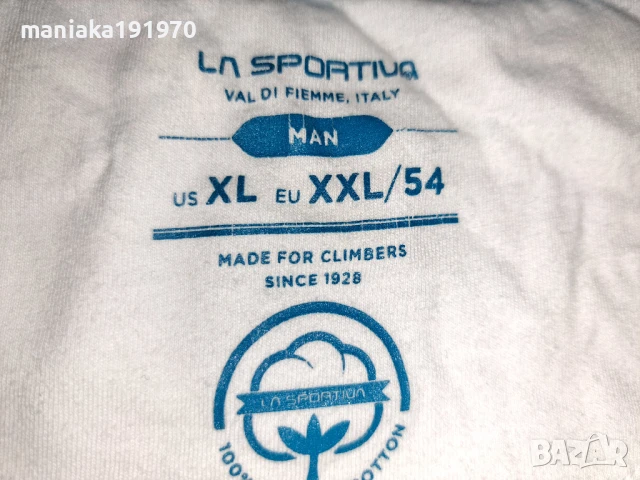 maniaka191970
LA SPORTIVA
VAL DI FIEMME, ITALY
MAN
US XL EU XXL/54
MADE FOR CLIMBERS
SINCE 1928
LA SPORTIVA
100% COTTON
BAZAR